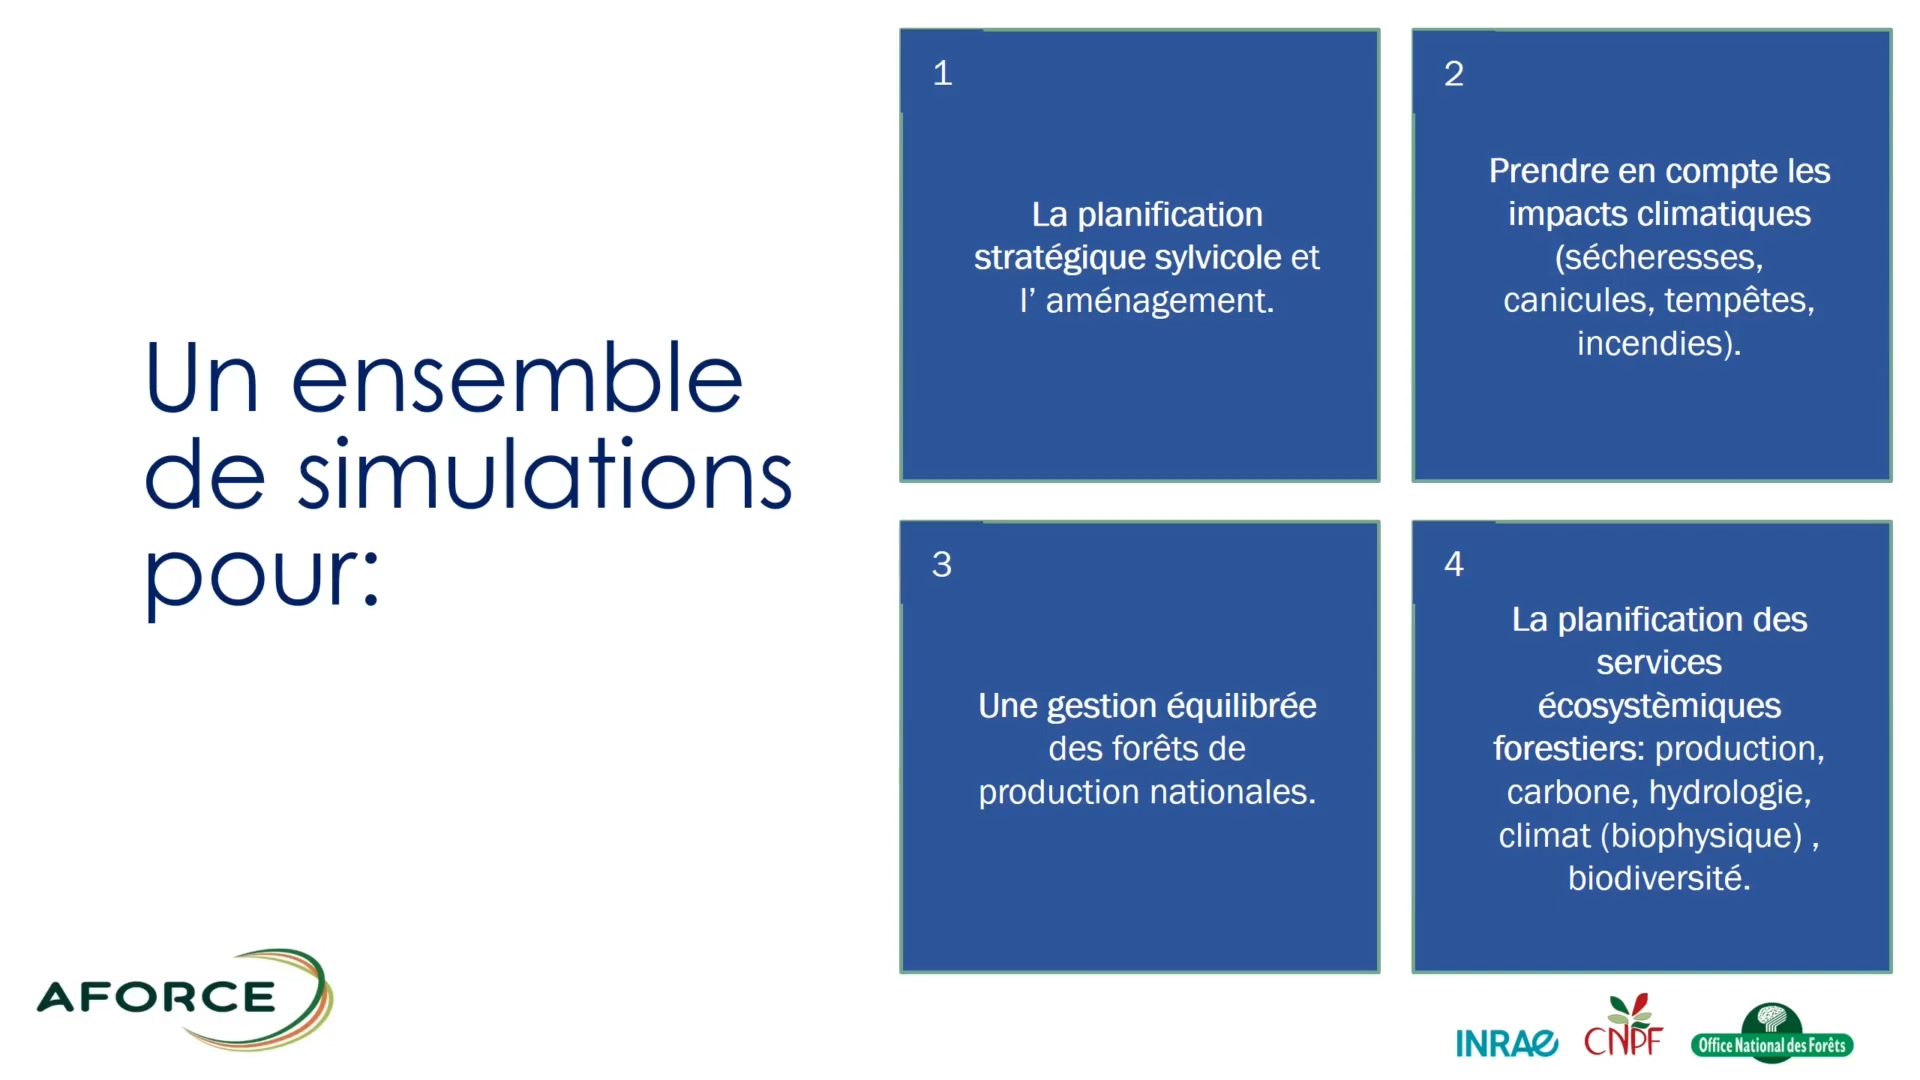 Un ensemble
de simulations
pour:
1
La planification
stratégique sylvicole et
l’ aménagement.
2
Prendre en compte les
impacts climatiques
(sécheresses,
canicules, tempêtes,
incendies).
3
Une gestion équilibrée
des forêts de
production nationales.
4
La planification des
services
écosystèmiques
forestiers: production,
carbone, hydrologie,
climat (biophysique) ,
biodiversité.
AFORCE
INRAE
CNPF
Office National des Forêts